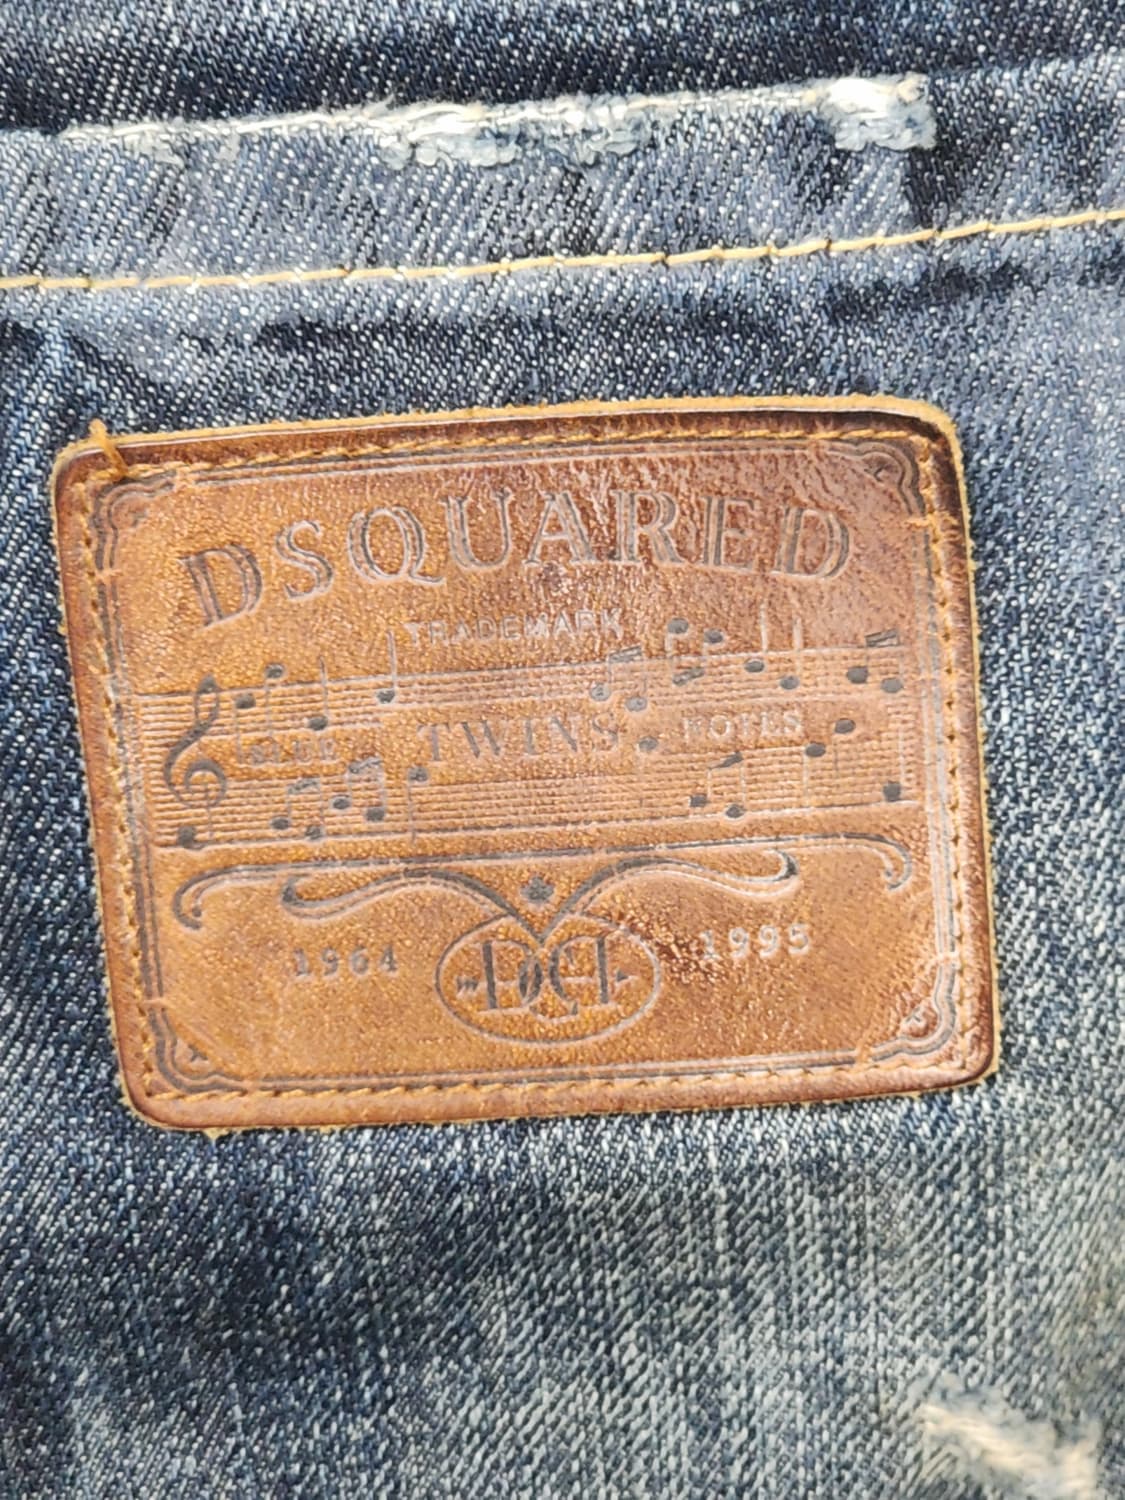 DSQUARED
TRADEMARK
BLUE TWINS NOTES
1964 1995